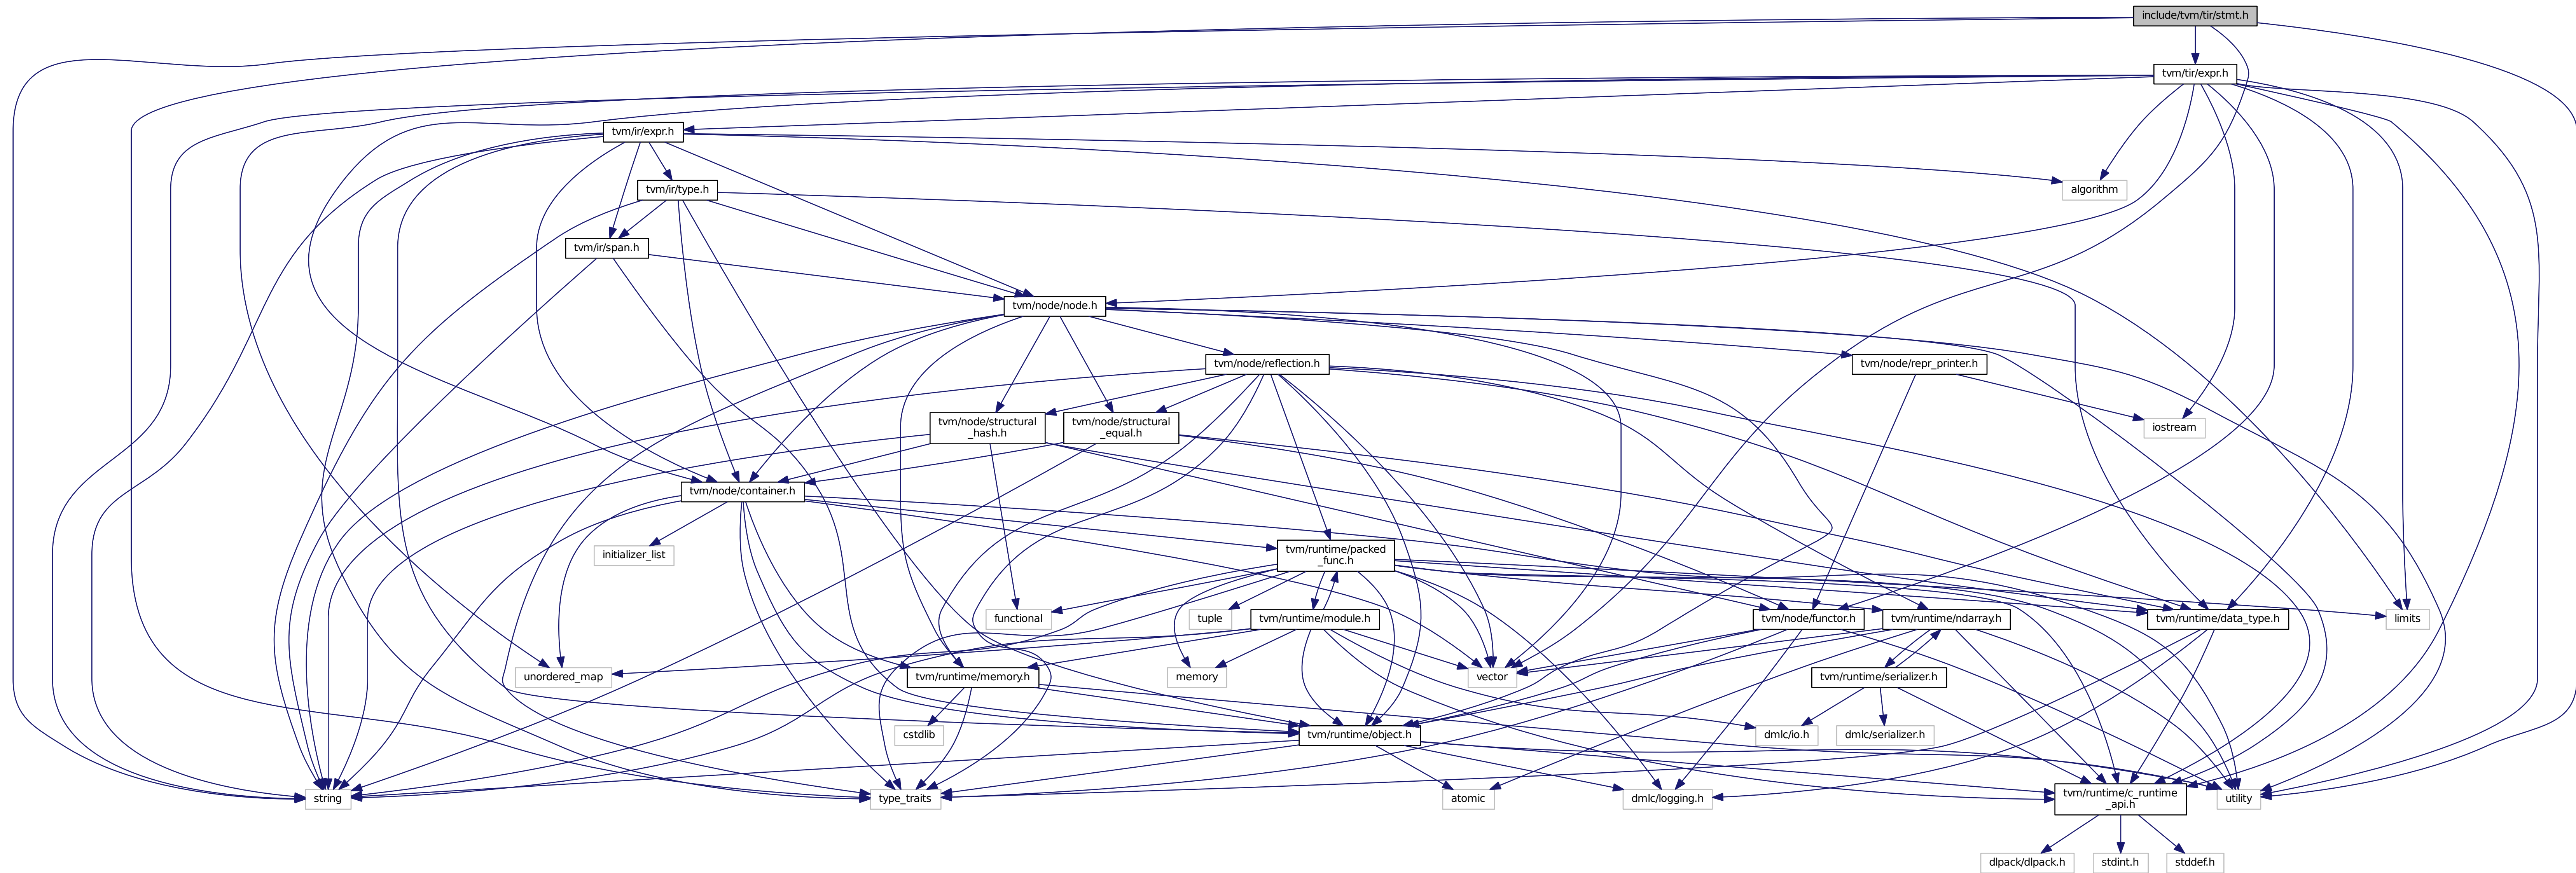 include/tvm/tir/stmt.h
tvm/tir/expr.h
tvm/ir/expr.h
tvm/ir/type.h
algorithm
tvm/ir/span.h
tvm/node/node.h
tvm/node/reflection.h
tvm/node/repr_printer.h
tvm/node/structural
_hash.h
tvm/node/structural
_equal.h
iostream
tvm/node/container.h
initializer_list
tvm/runtime/packed
_func.h
functional
tuple
tvm/runtime/module.h
tvm/node/functor.h
tvm/runtime/ndarray.h
tvm/runtime/data_type.h
limits
unordered_map
tvm/runtime/memory.h
memory
vector
tvm/runtime/serializer.h
cstdlib
tvm/runtime/object.h
dmlc/io.h
dmlc/serializer.h
string
type_traits
atomic
dmlc/logging.h
tvm/runtime/c_runtime
_api.h
utility
dlpack/dlpack.h
stdint.h
stddef.h